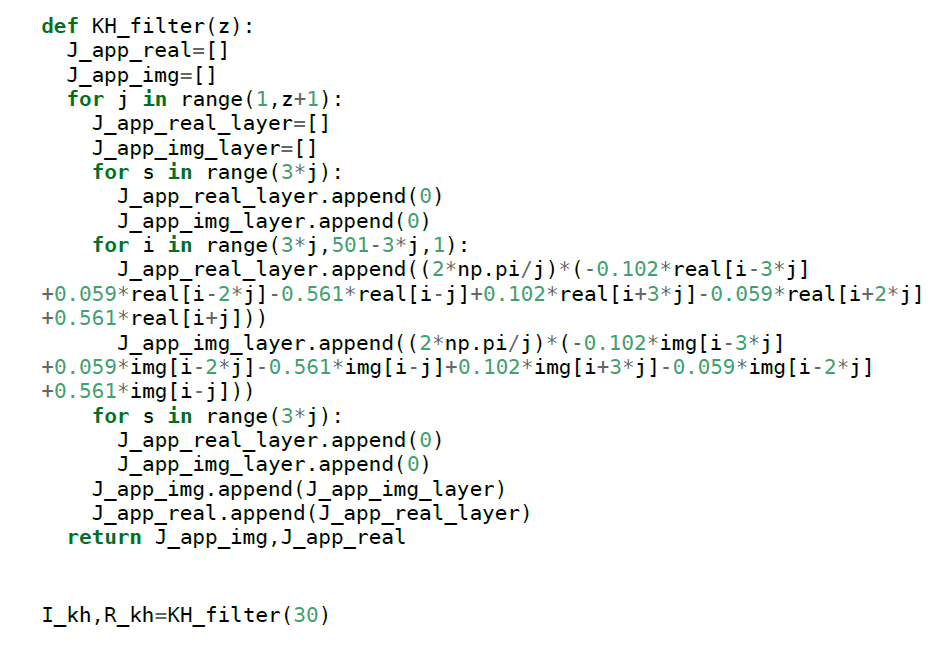 def KH_filter(z):
  J_app_real=[]
  J_app_img=[]
  for j in range(1,z+1):
    J_app_real_layer=[]
    J_app_img_layer=[]
    for s in range(3*j):
      J_app_real_layer.append(0)
      J_app_img_layer.append(0)
    for i in range(3*j,501-3*j,1):
      J_app_real_layer.append((2*np.pi/j)*(-0.102*real[i-3*j]
+0.059*real[i-2*j]-0.561*real[i-j]+0.102*real[i+3*j]-0.059*real[i+2*j]
+0.561*real[i+j]))
      J_app_img_layer.append((2*np.pi/j)*(-0.102*img[i-3*j]
+0.059*img[i-2*j]-0.561*img[i-j]+0.102*img[i+3*j]-0.059*img[i-2*j]
+0.561*img[i-j]))
    for s in range(3*j):
      J_app_real_layer.append(0)
      J_app_img_layer.append(0)
    J_app_img.append(J_app_img_layer)
    J_app_real.append(J_app_real_layer)
  return J_app_img,J_app_real
I_kh,R_kh=KH_filter(30)